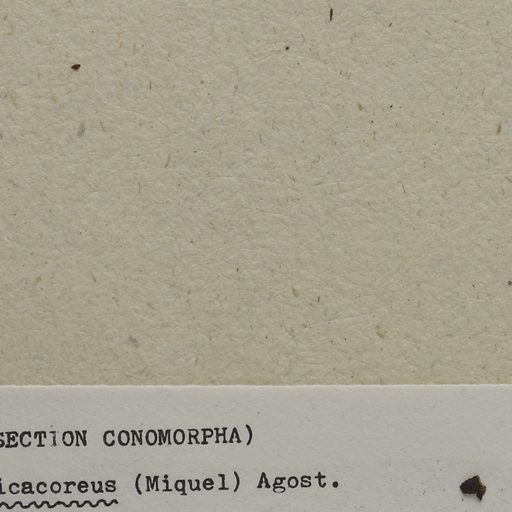 SECTION CONOMORPHA)
icacoreus (Miquel) Agost.